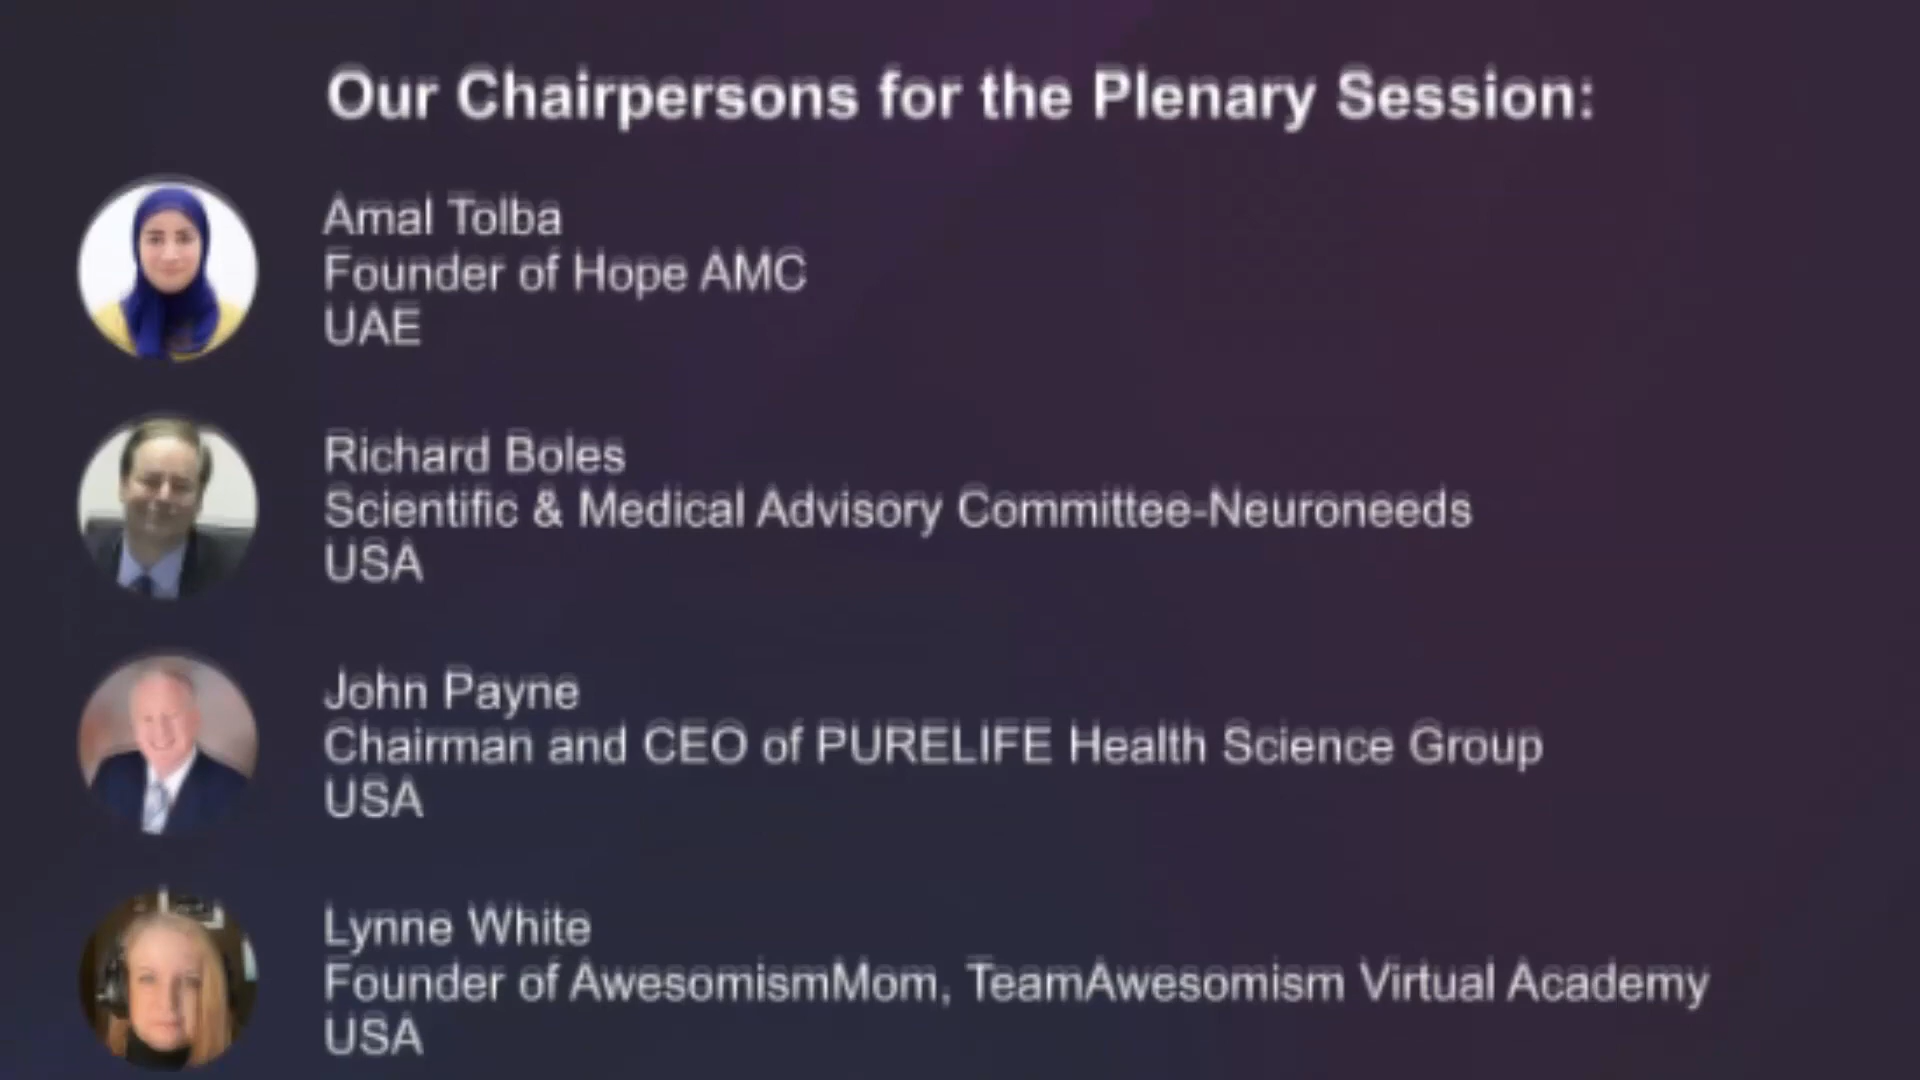 Our Chairpersons for the Plenary Session:
Amal Tolba
Founder of Hope AMC
UAE
Richard Boles
Scientific & Medical Advisory Committee-Neuroneeds
USA
John Payne
Chairman and CEO of PURELIFE Health Science Group
USA
Lynne White
Founder of AwesomismMom, TeamAwesomism Virtual Academy
USA